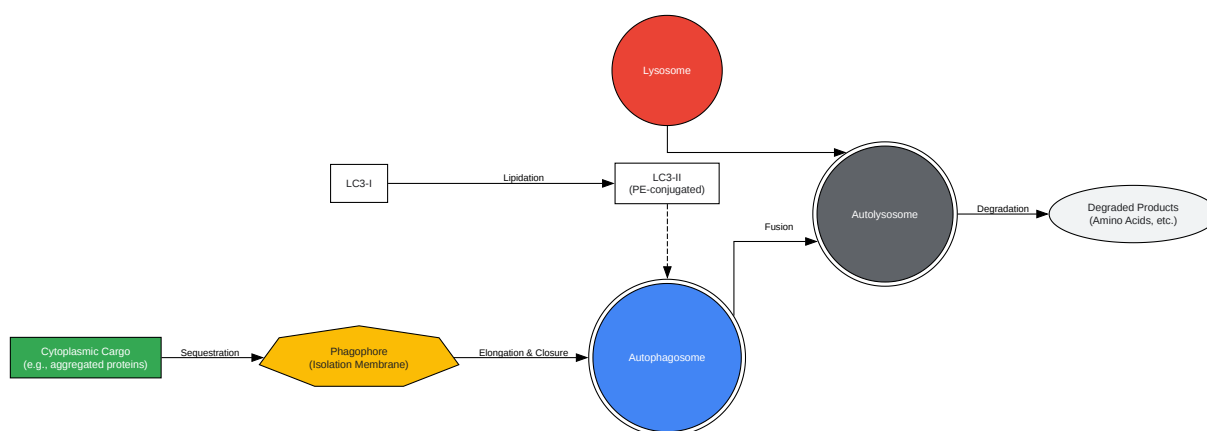 Lysosome
LC3-I
Lipidation
LC3-II
(PE-conjugated)
Autolysosome
Degradation
Degraded Products
(Amino Acids, etc.)
Fusion
Cytoplasmic Cargo
(e.g., aggregated proteins)
Sequestration
Phagophore
(Isolation Membrane)
Elongation & Closure
Autophagosome